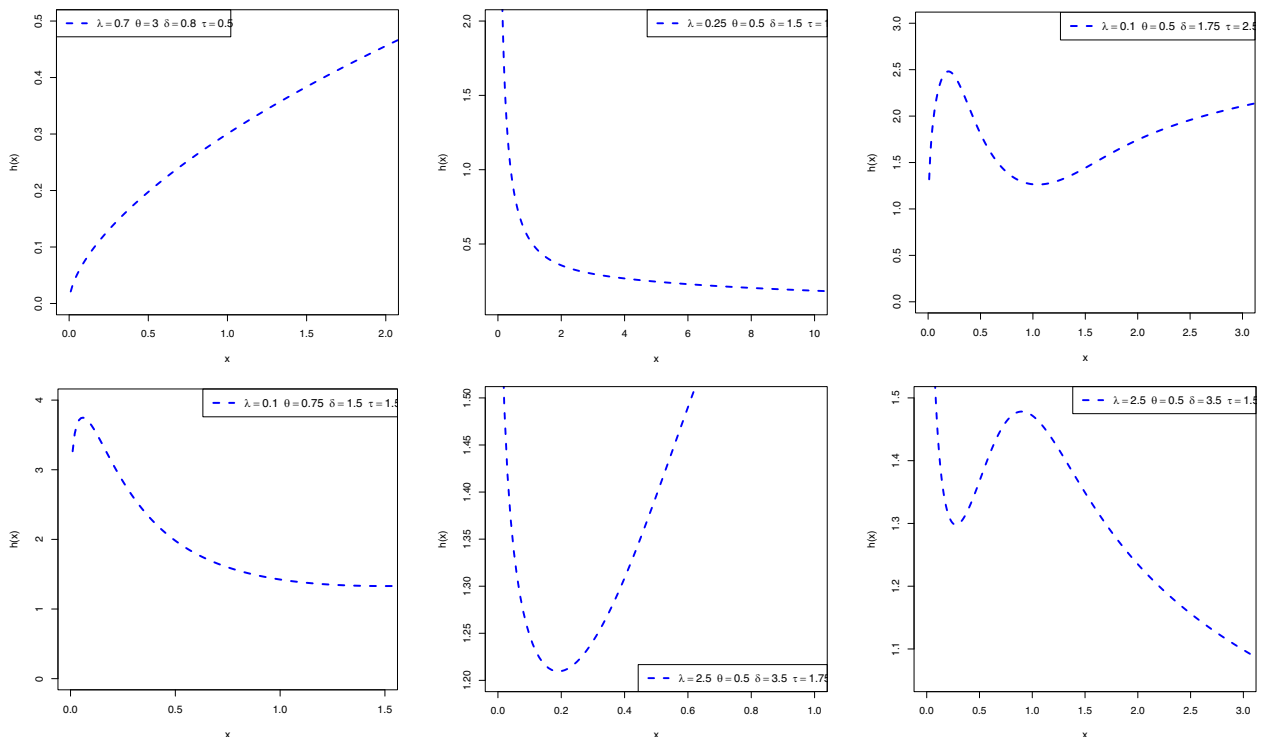 λ = 0.7 θ = 3 δ = 0.8 τ = 0.5
h(x)
0.0 0.1 0.2 0.3 0.4 0.5
0.0 0.5 1.0 1.5 2.0
x
λ = 0.25 θ = 0.5 δ = 1.5 τ = 1
h(x)
0.5 1.0 1.5 2.0
0 2 4 6 8 10
x
λ = 0.1 θ = 0.5 δ = 1.75 τ = 2.5
h(x)
0.0 0.5 1.0 1.5 2.0 2.5 3.0
0.0 0.5 1.0 1.5 2.0 2.5 3.0
x
λ = 0.1 θ = 0.75 δ = 1.5 τ = 1.5
h(x)
0 1 2 3 4
0.0 0.5 1.0 1.5
x
λ = 2.5 θ = 0.5 δ = 3.5 τ = 1.75
h(x)
1.20 1.25 1.30 1.35 1.40 1.45 1.50
0.0 0.2 0.4 0.6 0.8 1.0
x
λ = 2.5 θ = 0.5 δ = 3.5 τ = 1.5
h(x)
1.1 1.2 1.3 1.4 1.5
0.0 0.5 1.0 1.5 2.0 2.5 3.0
x